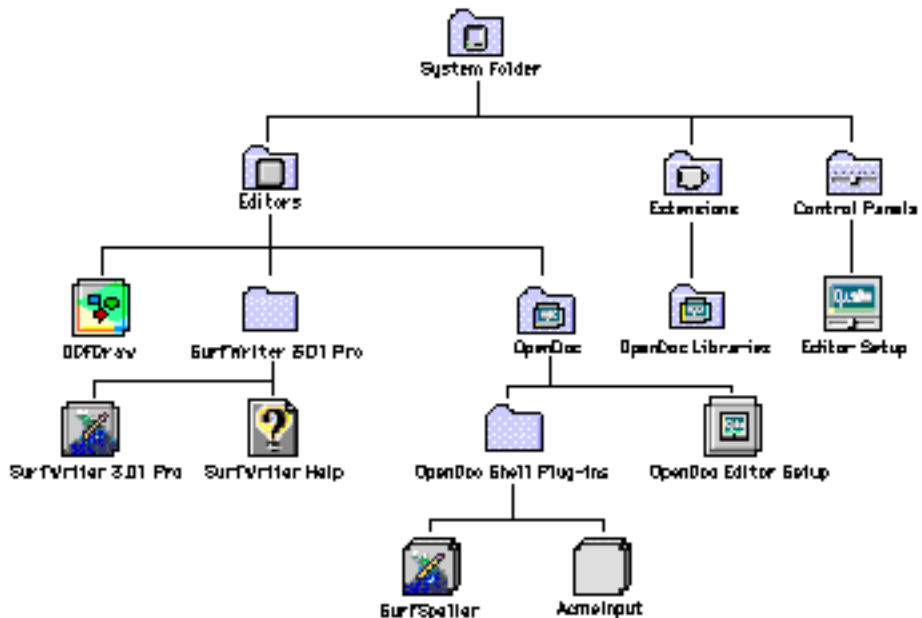 System Folder
Editors
Extensions
Control Panels
ODFDraw
SurfWriter 3.01 Pro
OpenDoc
OpenDoc Libraries
Editor Setup
SurfWriter 3.01 Pro
SurfWriter Help
OpenDoc Shell Plug-ins
OpenDoc Editor Setup
SurfSpeller
AcmeInput